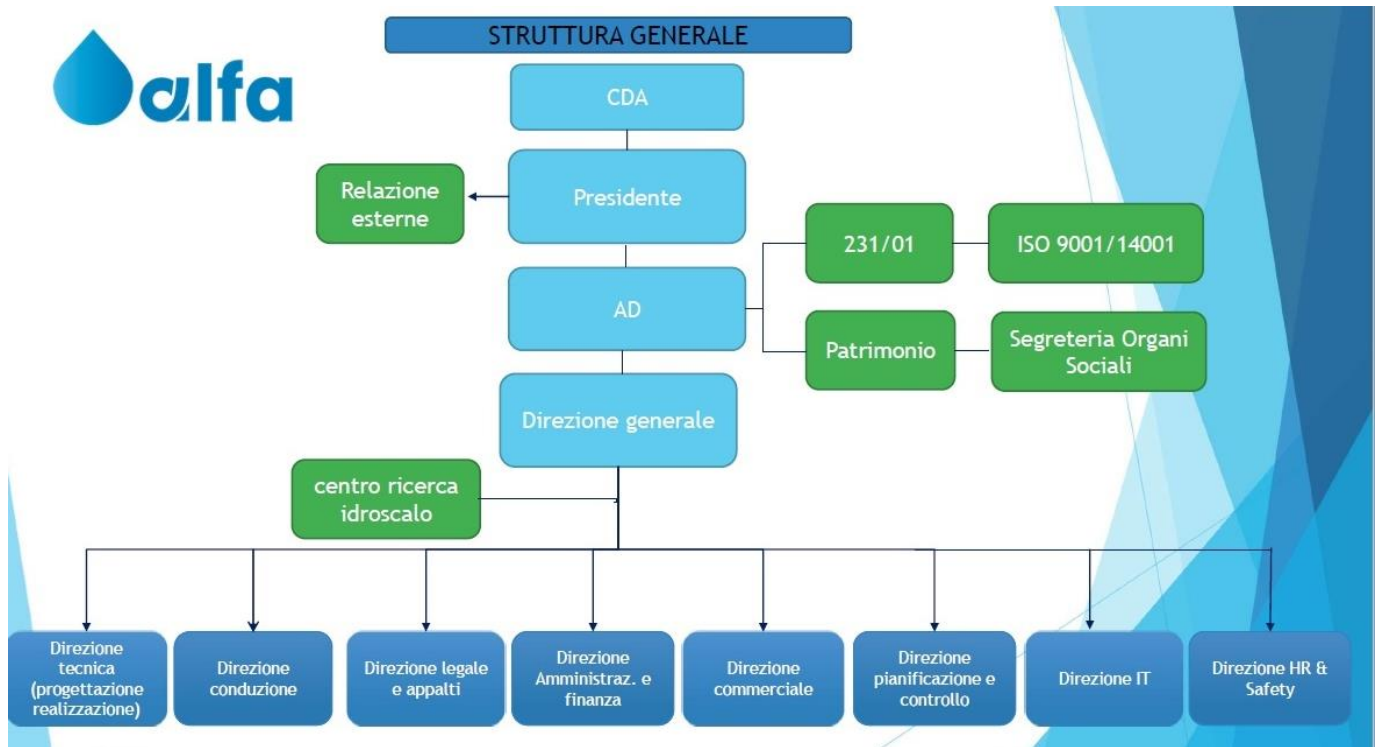 STRUTTURA GENERALE
alfa
CDA
Relazione
esterne
Presidente
231/01
ISO 9001/14001
AD
Patrimonio
Segreteria Organi
Sociali
Direzione generale
centro ricerca
idroscalo
Direzione
tecnica
(progettazione
realizzazione)
Direzione
conduzione
Direzione legale
e appalti
Direzione
Amministraz. e
finanza
Direzione
commerciale
Direzione
pianificazione e
controllo
Direzione IT
Direzione HR &
Safety